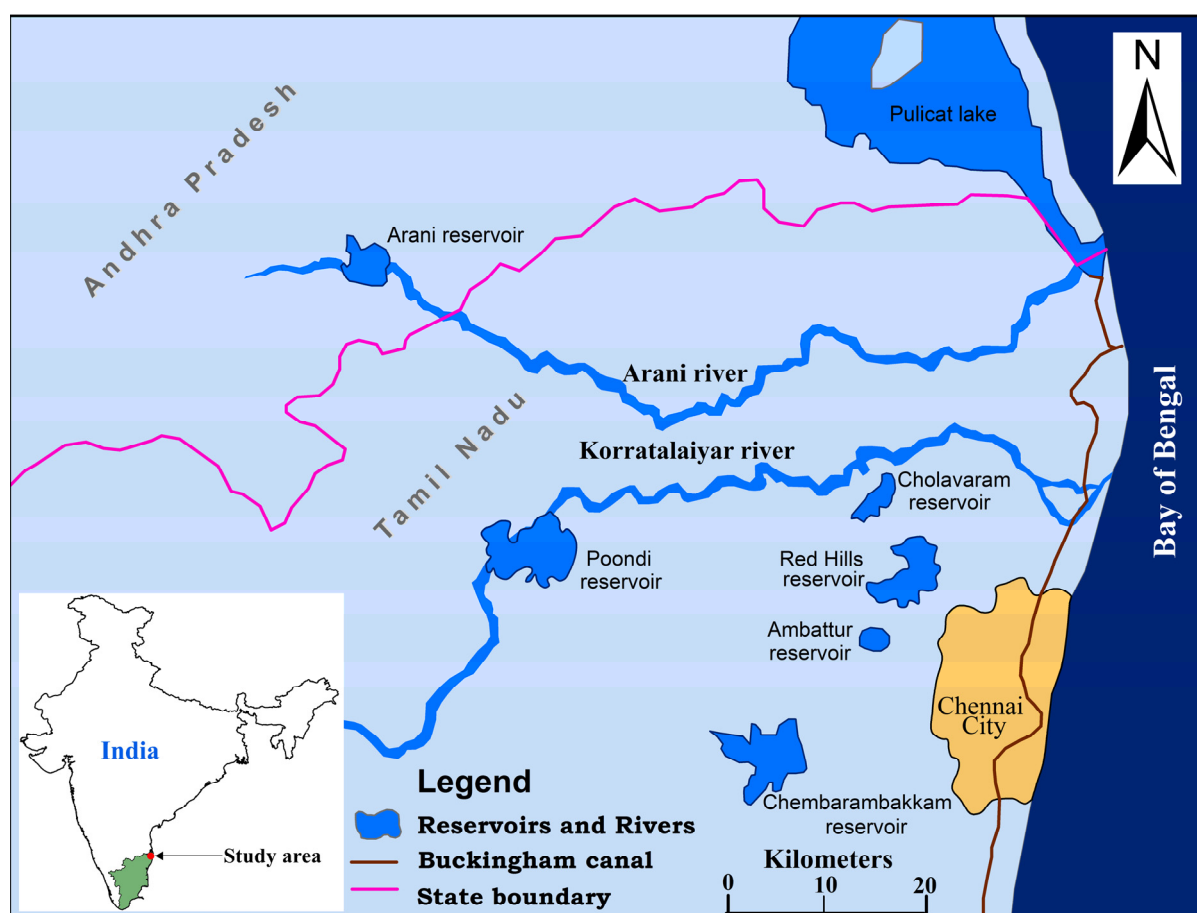 N
Pulicat lake
Andhra Pradesh
Arani reservoir
Arani river
Tamil Nadu
Korratalaiyar river
Bay of Bengal
Cholavaram
reservoir
Poondi
reservoir
Red Hills
reservoir
Ambattur
reservoir
Chennai
City
India
Study area
Chembarambakkam
reservoir
Legend
Reservoirs and Rivers
Buckingham canal
State boundary
Kilometers
0 10 20